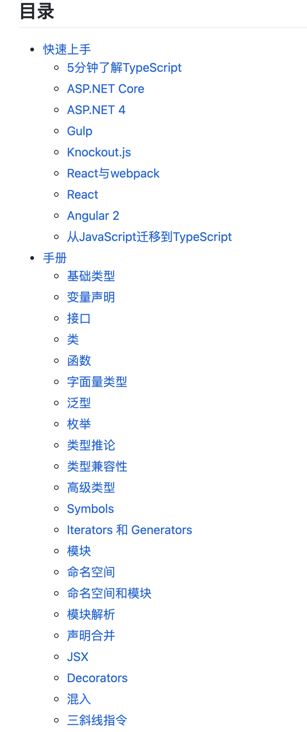 目录
快速上手
5分钟了解TypeScript
ASP.NET Core
ASP.NET 4
Gulp
Knockout.js
React与webpack
React
Angular 2
从JavaScript迁移到TypeScript
手册
基础类型
变量声明
接口
类
函数
字面量类型
泛型
枚举
类型推论
类型兼容性
高级类型
Symbols
Iterators 和 Generators
模块
命名空间
命名空间和模块
模块解析
声明合并
JSX
Decorators
混入
三斜线指令